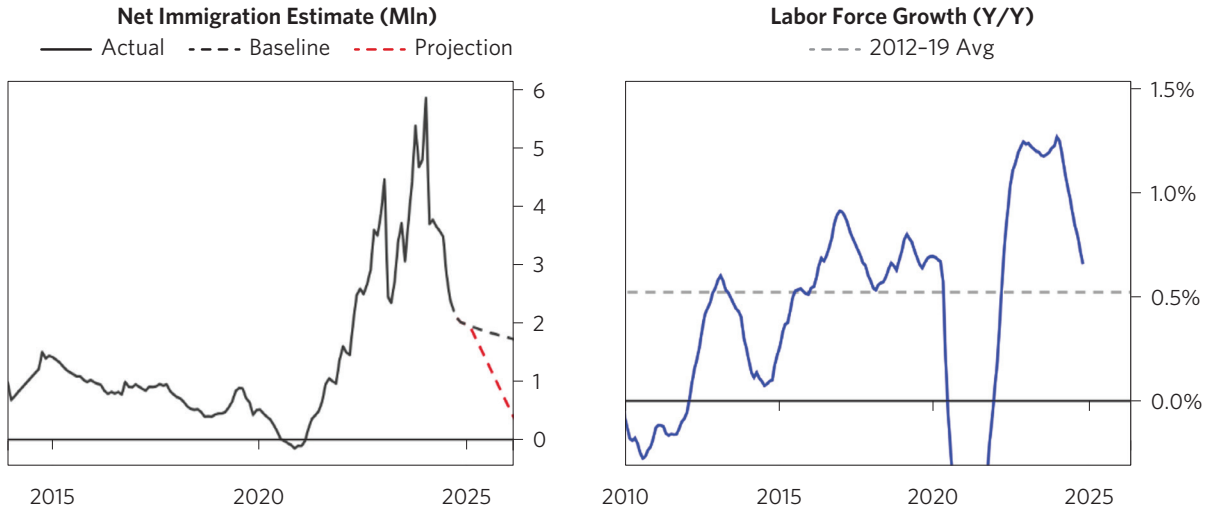 Net Immigration Estimate (Mln)
Actual Baseline Projection
6
5
4
3
2
1
0
2015 2020 2025
Labor Force Growth (Y/Y)
2012–19 Avg
1.5%
1.0%
0.5%
0.0%
2010 2015 2020 2025